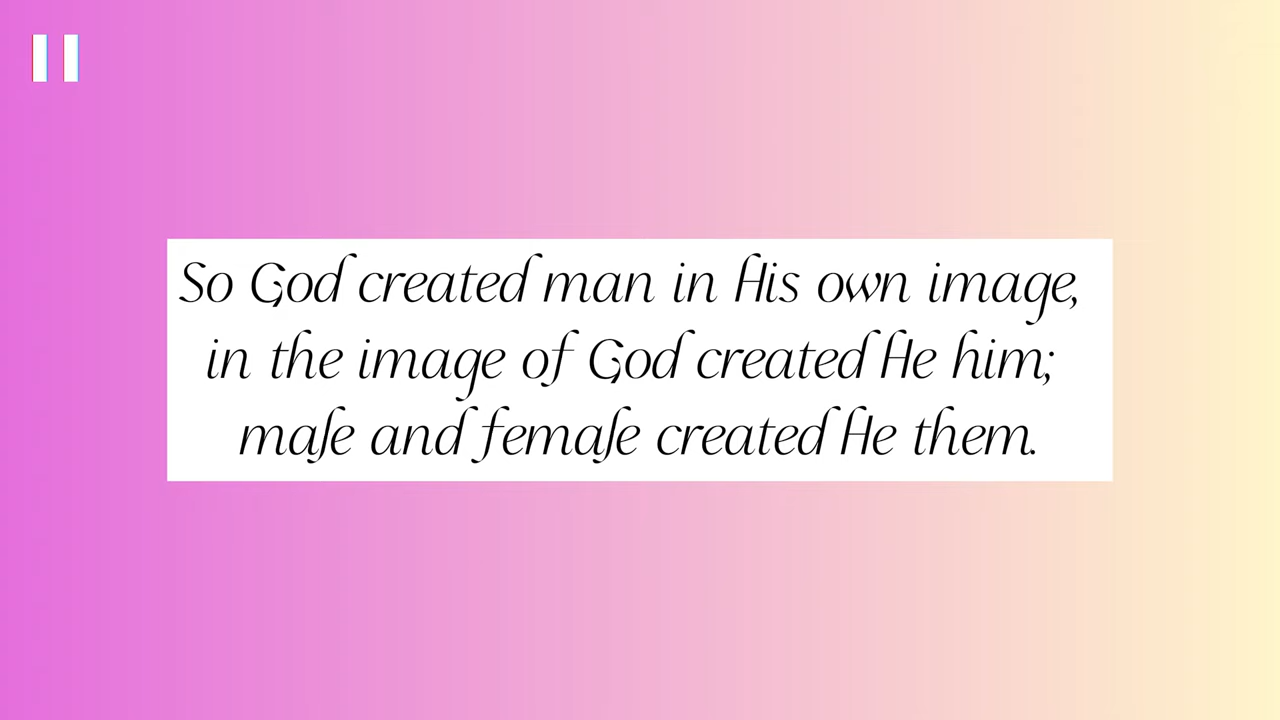 So God created man in His own image,
in the image of God created He him;
male and female created He them.